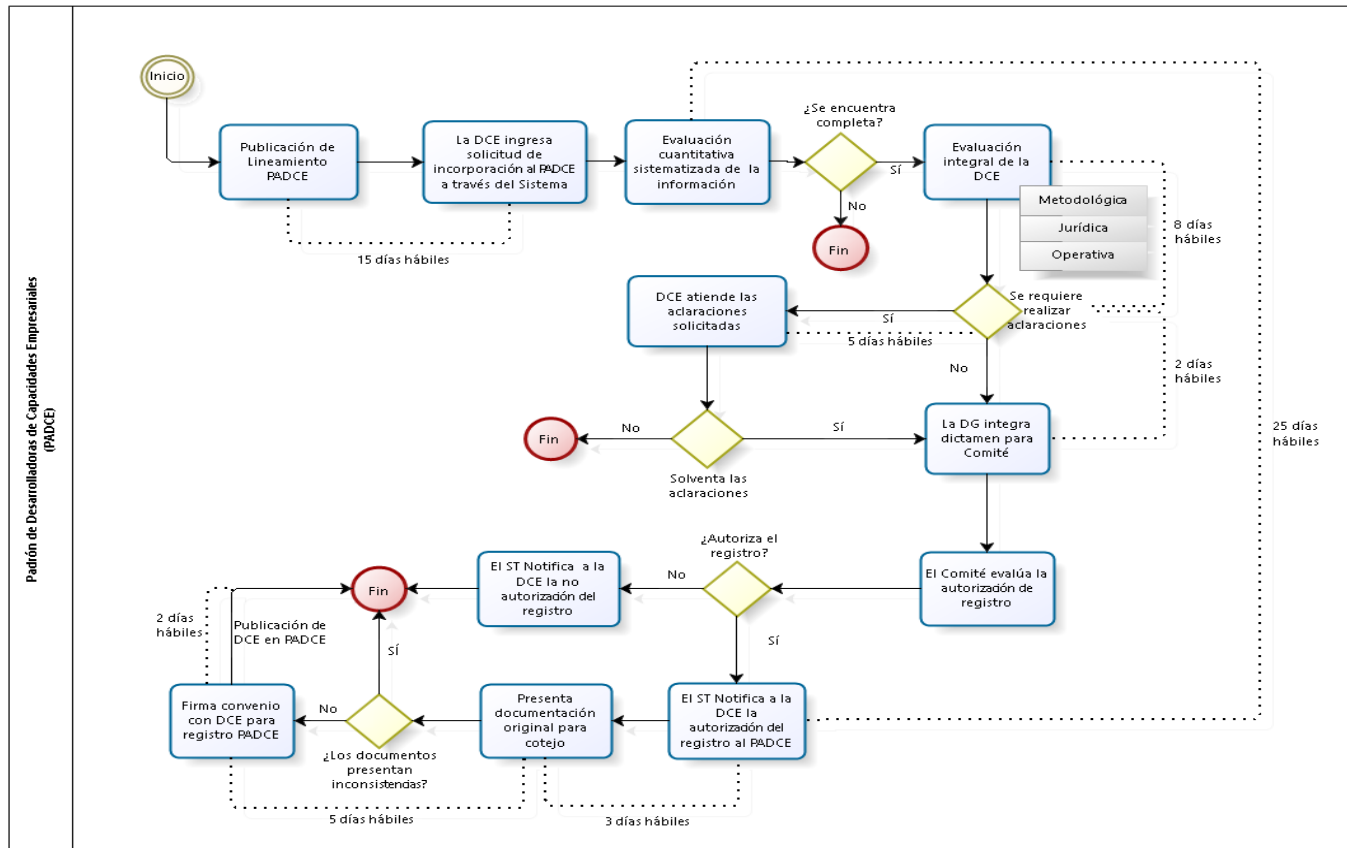 Padrón de Desarrolladoras de Capacidades Empresariales
(PADCE)
Inicio
Publicación de
Lineamiento
PADCE
La DCE ingresa
solicitud de
incorporación al PADCE
a través del Sistema
15 días hábiles
Evaluación
cuantitativa
sistematizada de la
información
¿Se encuentra
completa?
Sí
No
Fin
Evaluación
integral de la
DCE
Metodológica
Jurídica
Operativa
8 días
hábiles
Se requiere
realizar
aclaraciones
Sí
5 días hábiles
DCE atiende las
aclaraciones
solicitadas
No
2 días
hábiles
Solventa las
aclaraciones
No
Fin
Sí
La DG integra
dictamen para
Comité
25 días
hábiles
El Comité evalúa la
autorización de
registro
¿Autoriza el
registro?
No
El ST Notifica a la
DCE la no
autorización del
registro
Fin
Sí
El ST Notifica a la
DCE la
autorización del
registro al PADCE
3 días hábiles
Presenta
documentación
original para
cotejo
¿Los documentos
presentan
inconsistencias?
SÍ
No
5 días hábiles
Firma convenio
con DCE para
registro PADCE
2 días
hábiles
Publicación de
DCE en PADCE